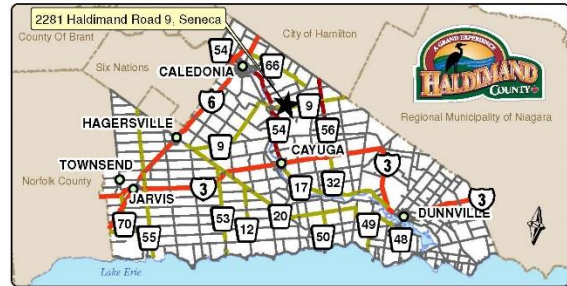 2281 Haldimand Road 9, Seneca
County Of Brant
City of Hamilton
54
66
Six Nations
CALEDONIA
A GRAND EXPERIENCE
HALDIMAND
COUNTY
6
9
Regional Municipality of Niagara
54
56
HAGERSVILLE
9
CAYUGA
TOWNSEND
3
Norfolk County
17
32
3
JARVIS
3
DUNNVILLE
70
55
53
12
20
50
49
48
Lake Erie